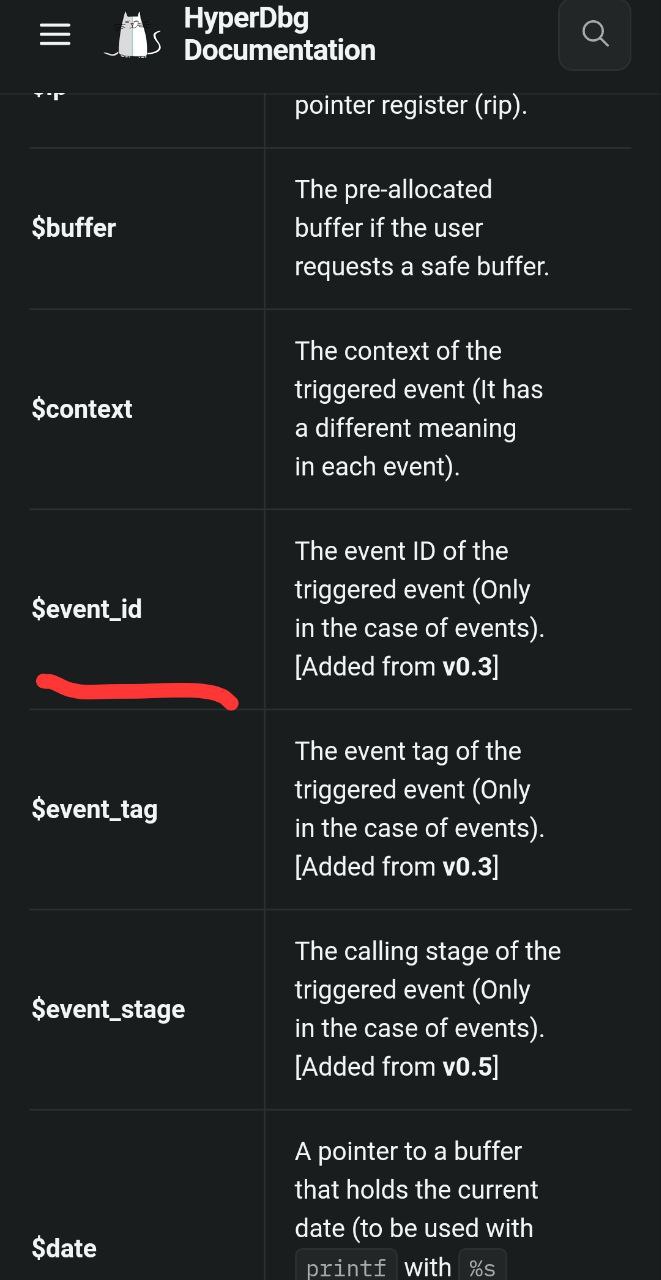 HyperDbg
Documentation
pointer register (rip).
$buffer
The pre-allocated
buffer if the user
requests a safe buffer.
$context
The context of the
triggered event (It has
a different meaning
in each event).
$event_id
The event ID of the
triggered event (Only
in the case of events).
[Added from v0.3]
$event_tag
The event tag of the
triggered event (Only
in the case of events).
[Added from v0.3]
$event_stage
The calling stage of the
triggered event (Only
in the case of events).
[Added from v0.5]
$date
A pointer to a buffer
that holds the current
date (to be used with
printf with %s